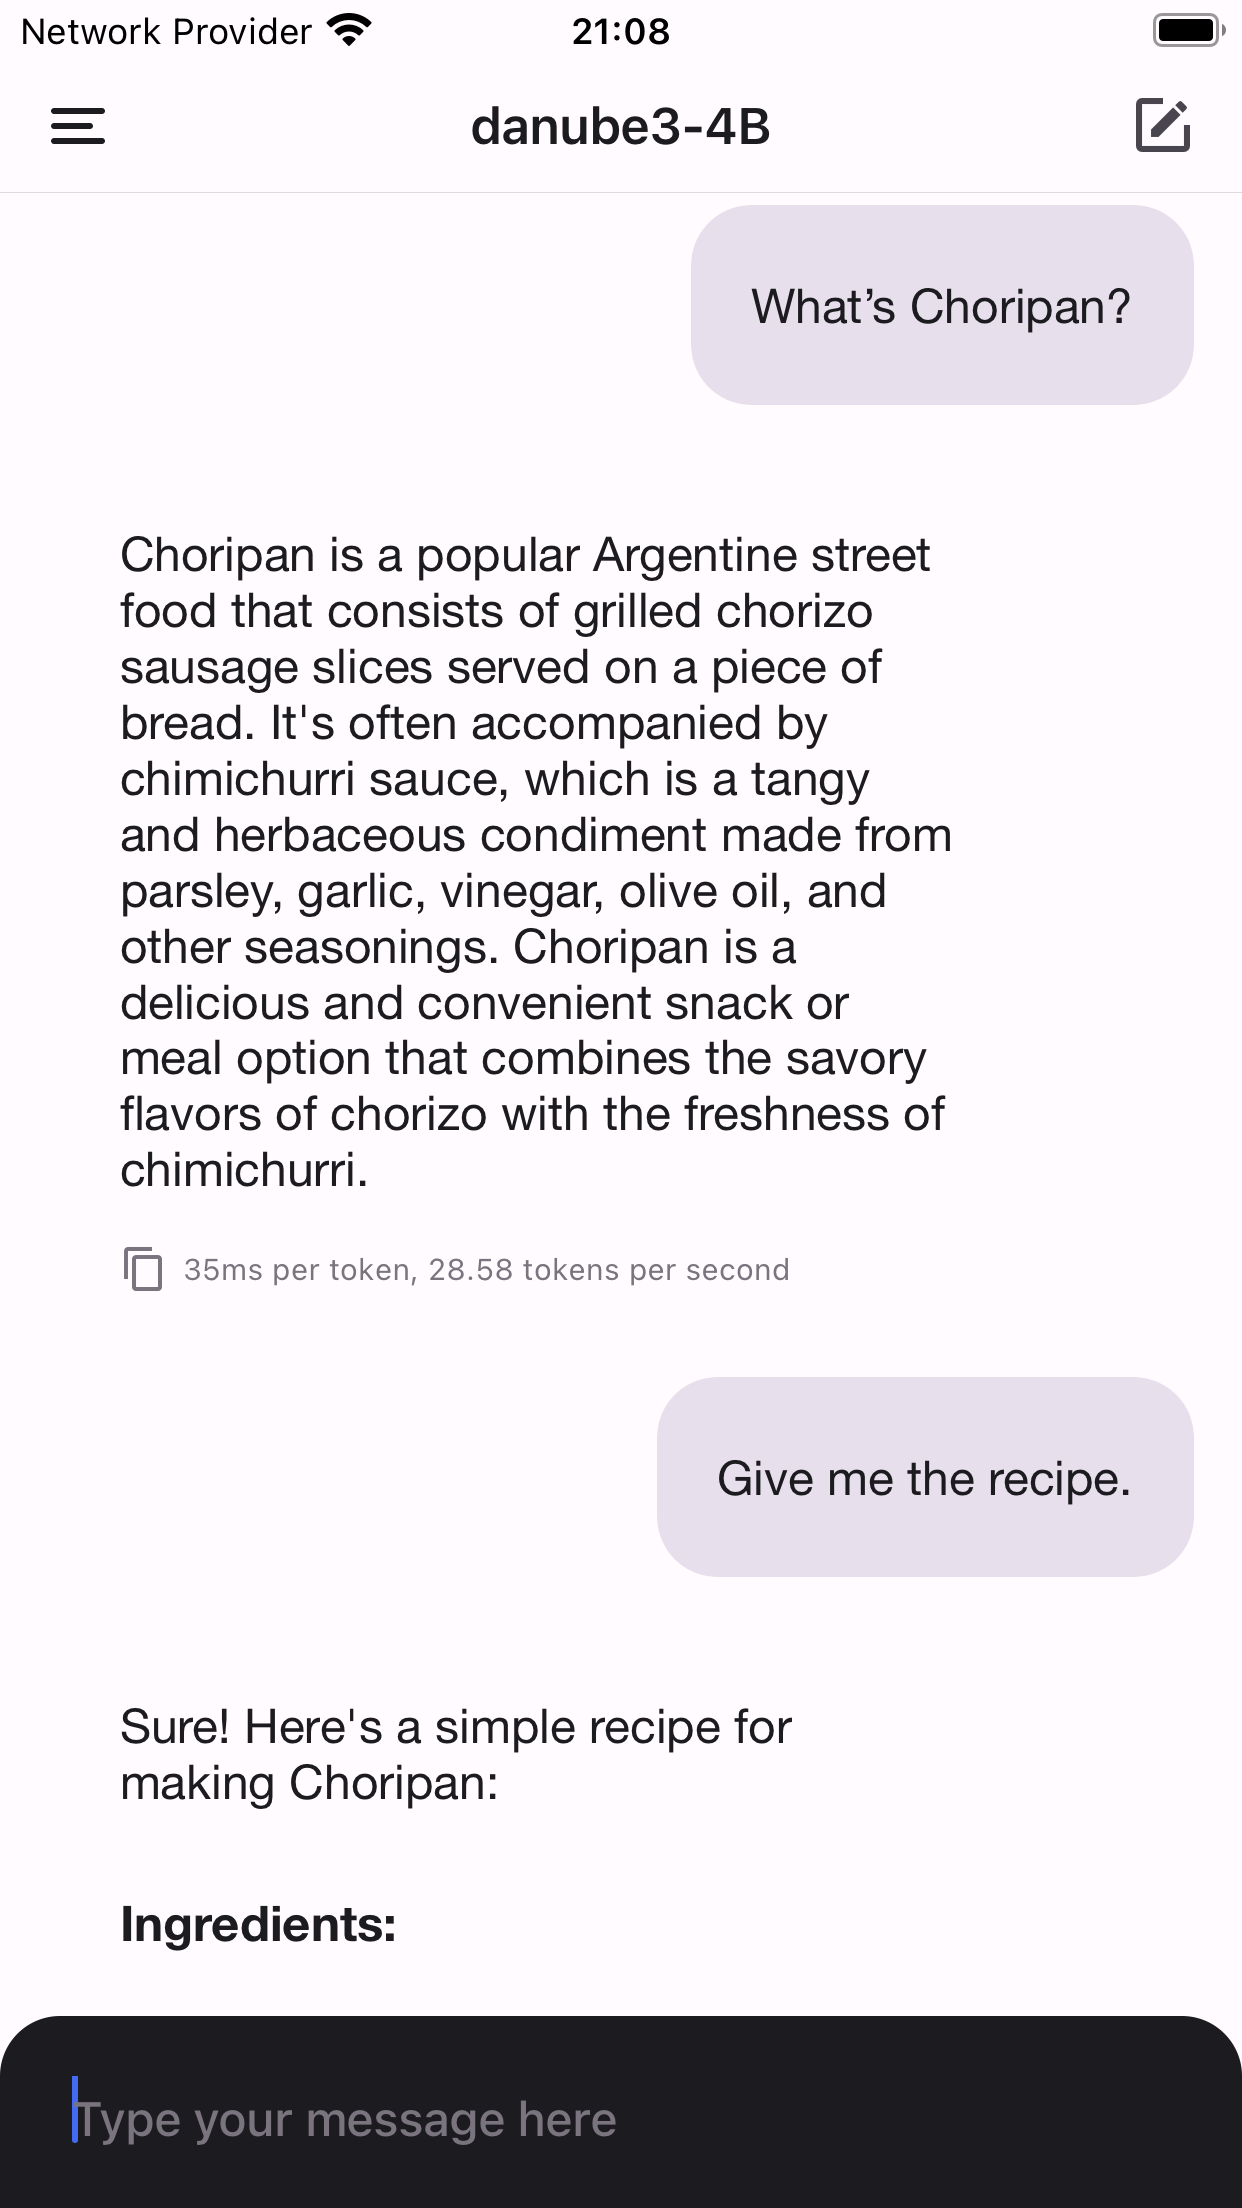 Network Provider 21:08
danube3-4B
What’s Choripan?
Choripan is a popular Argentine street
food that consists of grilled chorizo
sausage slices served on a piece of
bread. It's often accompanied by
chimichurri sauce, which is a tangy
and herbaceous condiment made from
parsley, garlic, vinegar, olive oil, and
other seasonings. Choripan is a
delicious and convenient snack or
meal option that combines the savory
flavors of chorizo with the freshness of
chimichurri.
35ms per token, 28.58 tokens per second
Give me the recipe.
Sure! Here's a simple recipe for
making Choripan:
Ingredients:
Type your message here